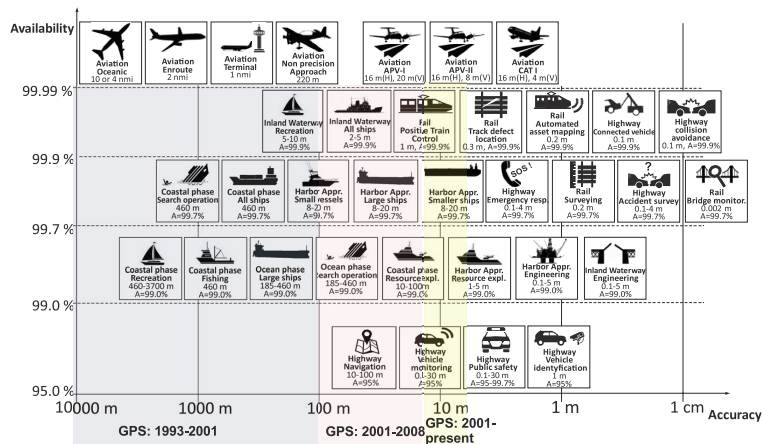 Availability
Aviation
Oceanic
10 or 4 nmi
Aviation
Enroute
2 nmi
Aviation
Terminal
1 nmi
Aviation
Non precision
Approach
220 m
Aviation
APV-I
16 m(H), 20 m(V)
Aviation
APV-II
16 m(H), 8 m(V)
Aviation
CAT I
16 m(H), 4 m(V)
99.99 %
Inland Waterway
Recreation
5-10 m
A=99.9%
Inland Waterway
All ships
2-5 m
A=99.9%
Rail
Positive Train
Control
1 m, A=99.9%
Rail
Track defect
location
0.3 m, A=99.9%
Rail
Automated
asset mapping
0.2 m
A=99.9%
Highway
Connected vehicle
0.1 m
A=99.9%
Highway
collision
avoidance
0.1 m, A=99.9%
99.9 %
Coastal phase
Search operation
460 m
A=99.7%
Coastal phase
All ships
460 m
A=99.7%
Harbor Appr.
Small vessels
8-20 m
A=99.7%
Harbor Appr.
Large ships
8-20 m
A=99.7%
Harbor Appr.
Smaller ships
8-20 m
A=99.7%
SOS !
Highway
Emergency resp.
0.1-4 m
A=99.7%
Rail
Surveying
0.2 m
A=99.7%
?
Highway
Accident survey
0.1-4 m
A=99.7%
Rail
Bridge monitor.
0.002 m
A=99.7%
99.7 %
Coastal phase
Recreation
460-3700 m
A=99.0%
Coastal phase
Fishing
460 m
A=99.0%
Ocean phase
Large ships
185-460 m
A=99.0%
Ocean phase
Search operation
185-460 m
A=99.0%
Coastal phase
Resource expl.
10-100m
A=99.0%
Harbor Appr.
Resource expl.
1-5 m
A=99.0%
Harbor Appr.
Engineering
0.1-5 m
A=99.0%
Inland Waterway
Engineering
0.1-5 m
A=99.0%
99.0 %
Highway
Navigation
10-100 m
A=95%
Highway
Vehicle
monitoring
0.1-30 m
A=95%
Highway
Public safety
0.1-30 m
A=95-99.7%
Highway
Vehicle
identyfication
1 m
A=95%
95.0 %
10000 m
1000 m
100 m
10 m
1 m
1 cm
Accuracy
GPS: 1993-2001
GPS: 2001-2008
GPS: 2001-
present